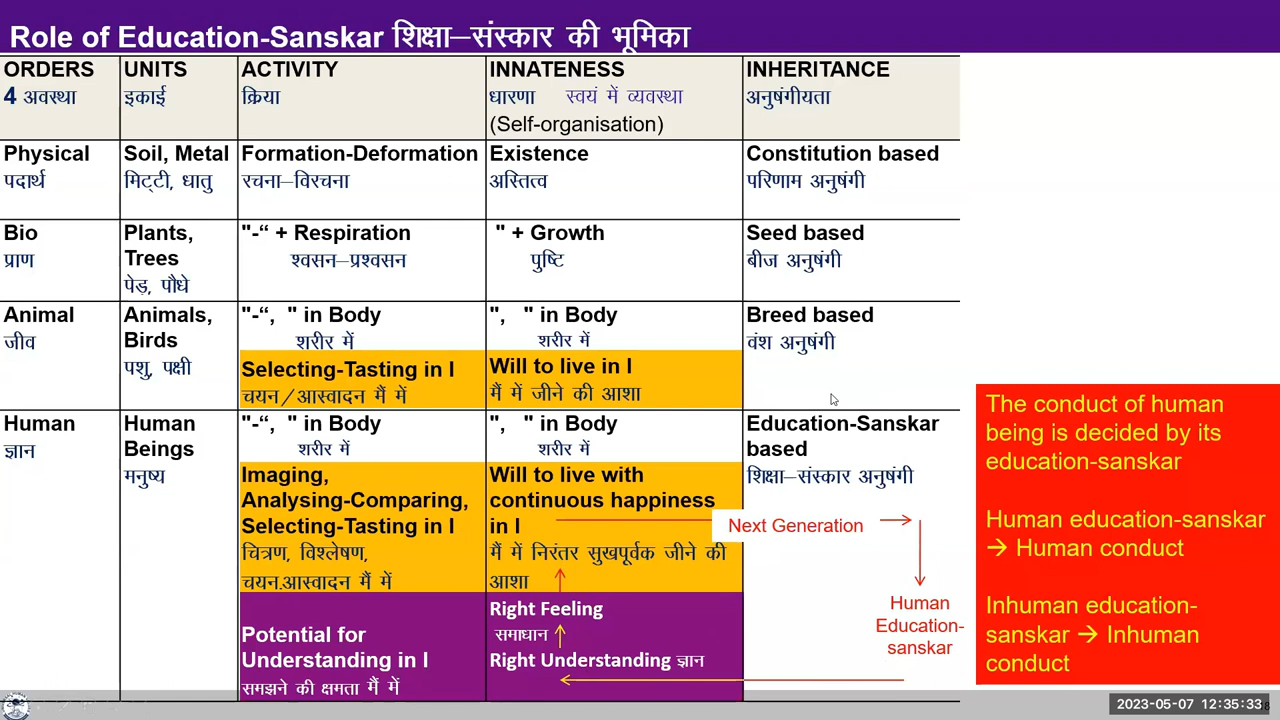 Role of Education-Sanskar शिक्षा–संस्कार की भूमिका
ORDERS
4 अवस्था
UNITS
इकाई
ACTIVITY
क्रिया
INNATENESS
धारणा स्वयं में व्यवस्था
(Self-organisation)
INHERITANCE
अनुषंगीयता
Physical
पदार्थ
Soil, Metal
मिट्टी, धातु
Formation-Deformation
रचना–विरचना
Existence
अस्तित्व
Constitution based
परिणाम अनुषंगी
Bio
प्राण
Plants,
Trees
पेड़, पौधे
"-“ + Respiration
श्वसन–प्रश्वसन
" + Growth
पुष्टि
Seed based
बीज अनुषंगी
Animal
जीव
Animals,
Birds
पशु, पक्षी
"-“, " in Body
शरीर में
Selecting-Tasting in I
चयन/आस्वादन मैं में
", " in Body
शरीर में
Will to live in I
मैं में जीने की आशा
Breed based
वंश अनुषंगी
Human
ज्ञान
Human
Beings
मनुष्य
"-“, " in Body
शरीर में
Imaging,
Analysing-Comparing,
Selecting-Tasting in I
चित्रण, विश्लेषण,
चयन.आस्वादन मैं में
Potential for
Understanding in I
समझने की क्षमता मैं में
", " in Body
शरीर में
Will to live with
continuous happiness
in I
मैं में निरंतर सुखपूर्वक जीने की
आशा
Right Feeling
समाधान
Right Understanding ज्ञान
Education-Sanskar
based
शिक्षा–संस्कार अनुषंगी
Next Generation
Human
Education-
sanskar
The conduct of human
being is decided by its
education-sanskar
Human education-sanskar
→ Human conduct
Inhuman education-
sanskar → Inhuman
conduct
2023-05-07 12:35:33